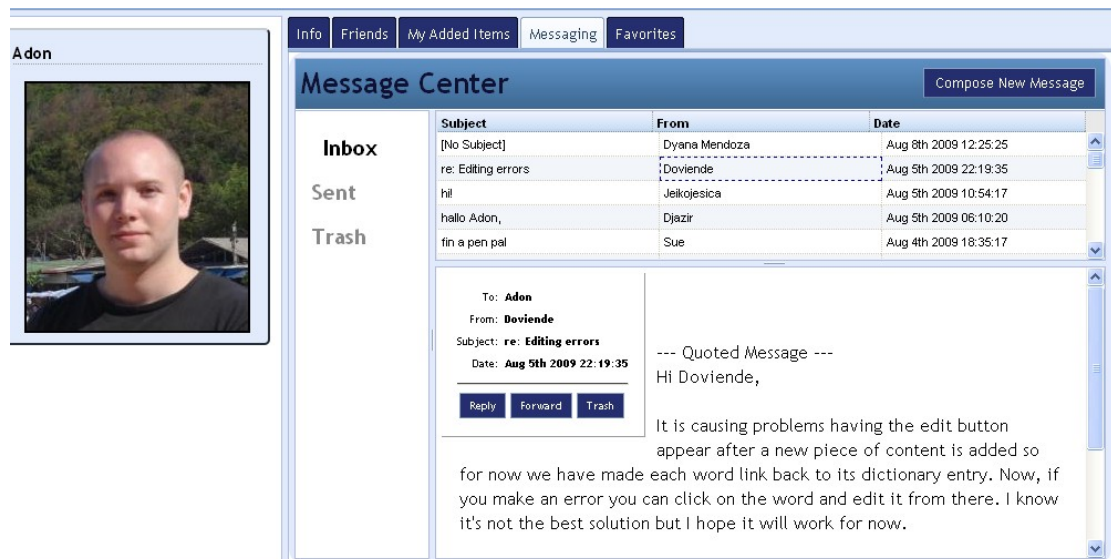 Adon
Info Friends My Added Items Messaging Favorites
Message Center Compose New Message
Inbox
Sent
Trash
Subject From Date
[No Subject] Dyana Mendoza Aug 8th 2009 12:25:25
re: Editing errors Doviende Aug 5th 2009 22:19:35
hi! Jeikojesica Aug 5th 2009 10:54:17
hallo Adon, Djazir Aug 5th 2009 06:10:20
fin a pen pal Sue Aug 4th 2009 18:35:17
To: Adon
From: Doviende
Subject: re: Editing errors
Date: Aug 5th 2009 22:19:35
Reply Forward Trash
--- Quoted Message ---
Hi Doviende,
It is causing problems having the edit button
appear after a new piece of content is added so
for now we have made each word link back to its dictionary entry. Now, if
you make an error you can click on the word and edit it from there. I know
it's not the best solution but I hope it will work for now.